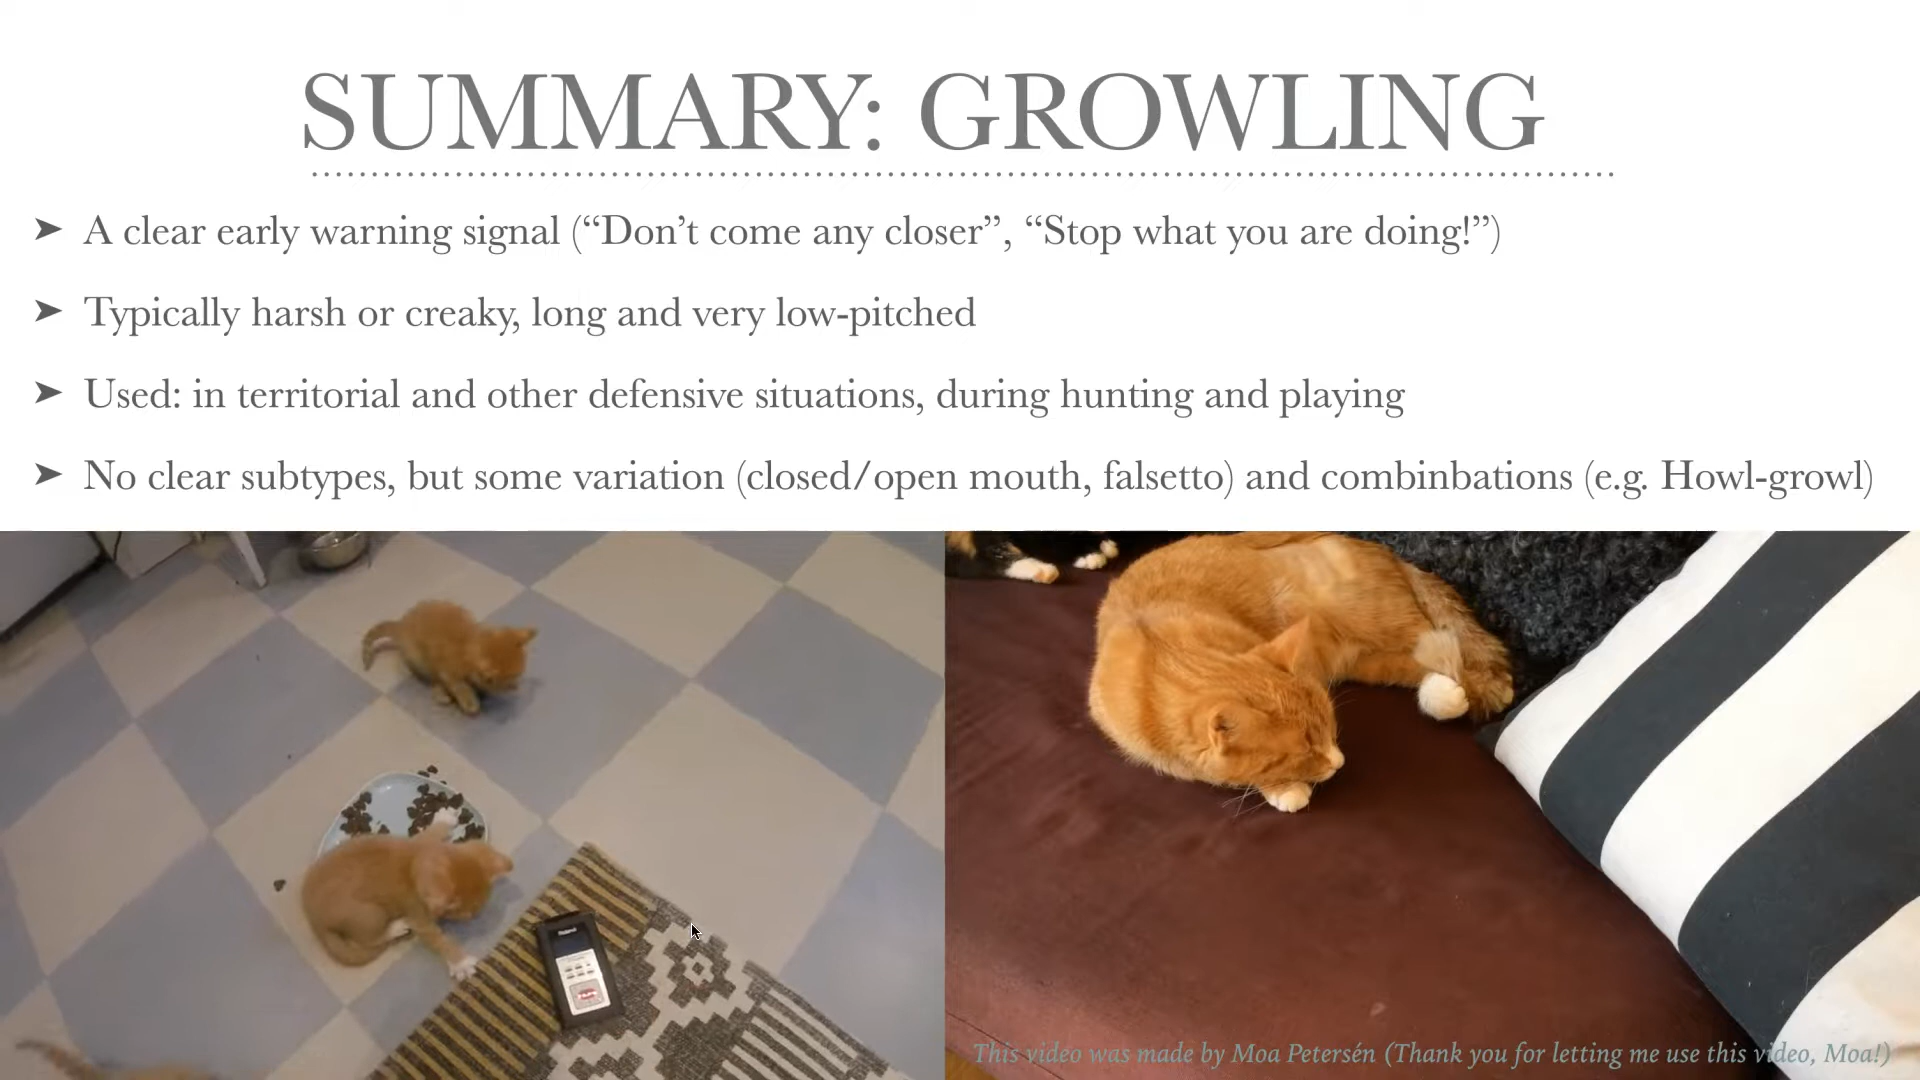 SUMMARY: GROWLING
➤ A clear early warning signal (“Don’t come any closer”, “Stop what you are doing!”)
➤ Typically harsh or creaky, long and very low-pitched
➤ Used: in territorial and other defensive situations, during hunting and playing
➤ No clear subtypes, but some variation (closed/open mouth, falsetto) and combinbations (e.g. Howl-growl)
Roland
This video was made by Moa Petersén (Thank you for letting me use this video, Moa!)